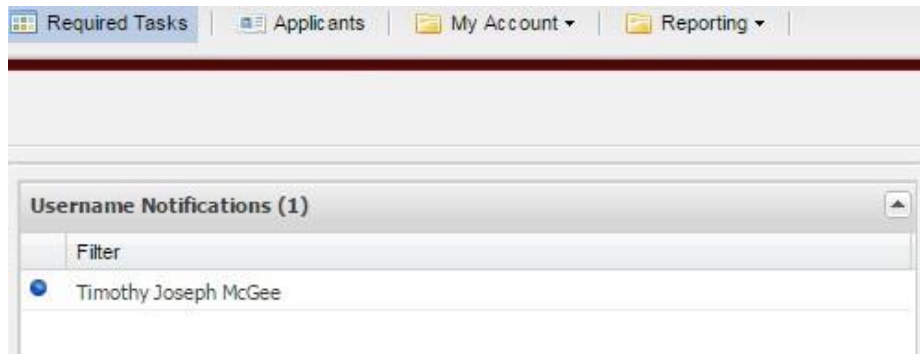 Required Tasks Applicants My Account Reporting
Username Notifications (1)
Filter
Timothy Joseph McGee